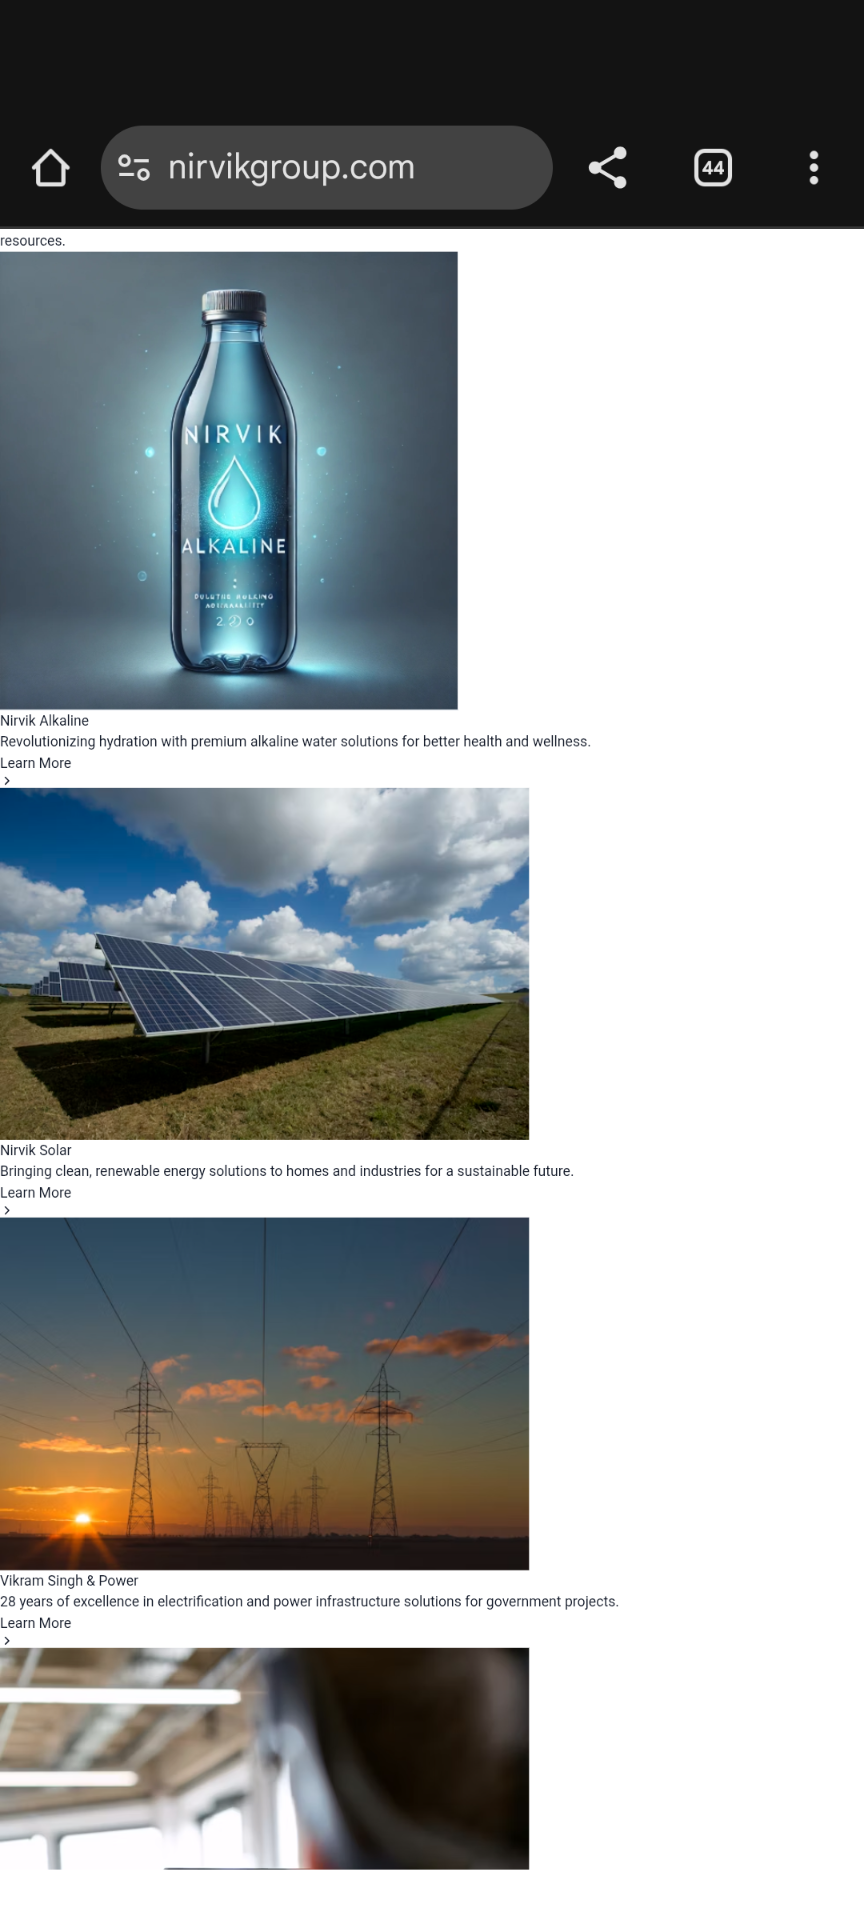 nirvikgroup.com
44
resources.
NIRVIK
ALKALINE
Nirvik Alkaline
Revolutionizing hydration with premium alkaline water solutions for better health and wellness.
Learn More
Nirvik Solar
Bringing clean, renewable energy solutions to homes and industries for a sustainable future.
Learn More
Vikram Singh & Power
28 years of excellence in electrification and power infrastructure solutions for government projects.
Learn More